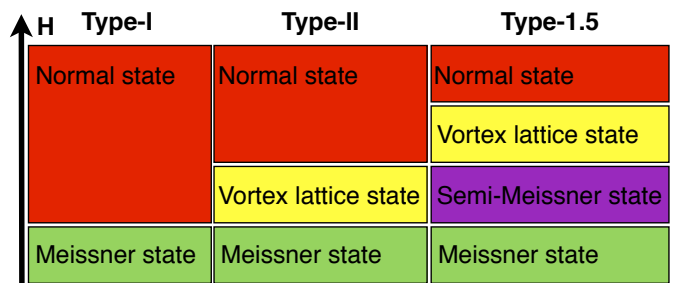 H Type-I Type-II Type-1.5
Normal state Normal state Normal state
Vortex lattice state
Vortex lattice state Semi-Meissner state
Meissner state Meissner state Meissner state